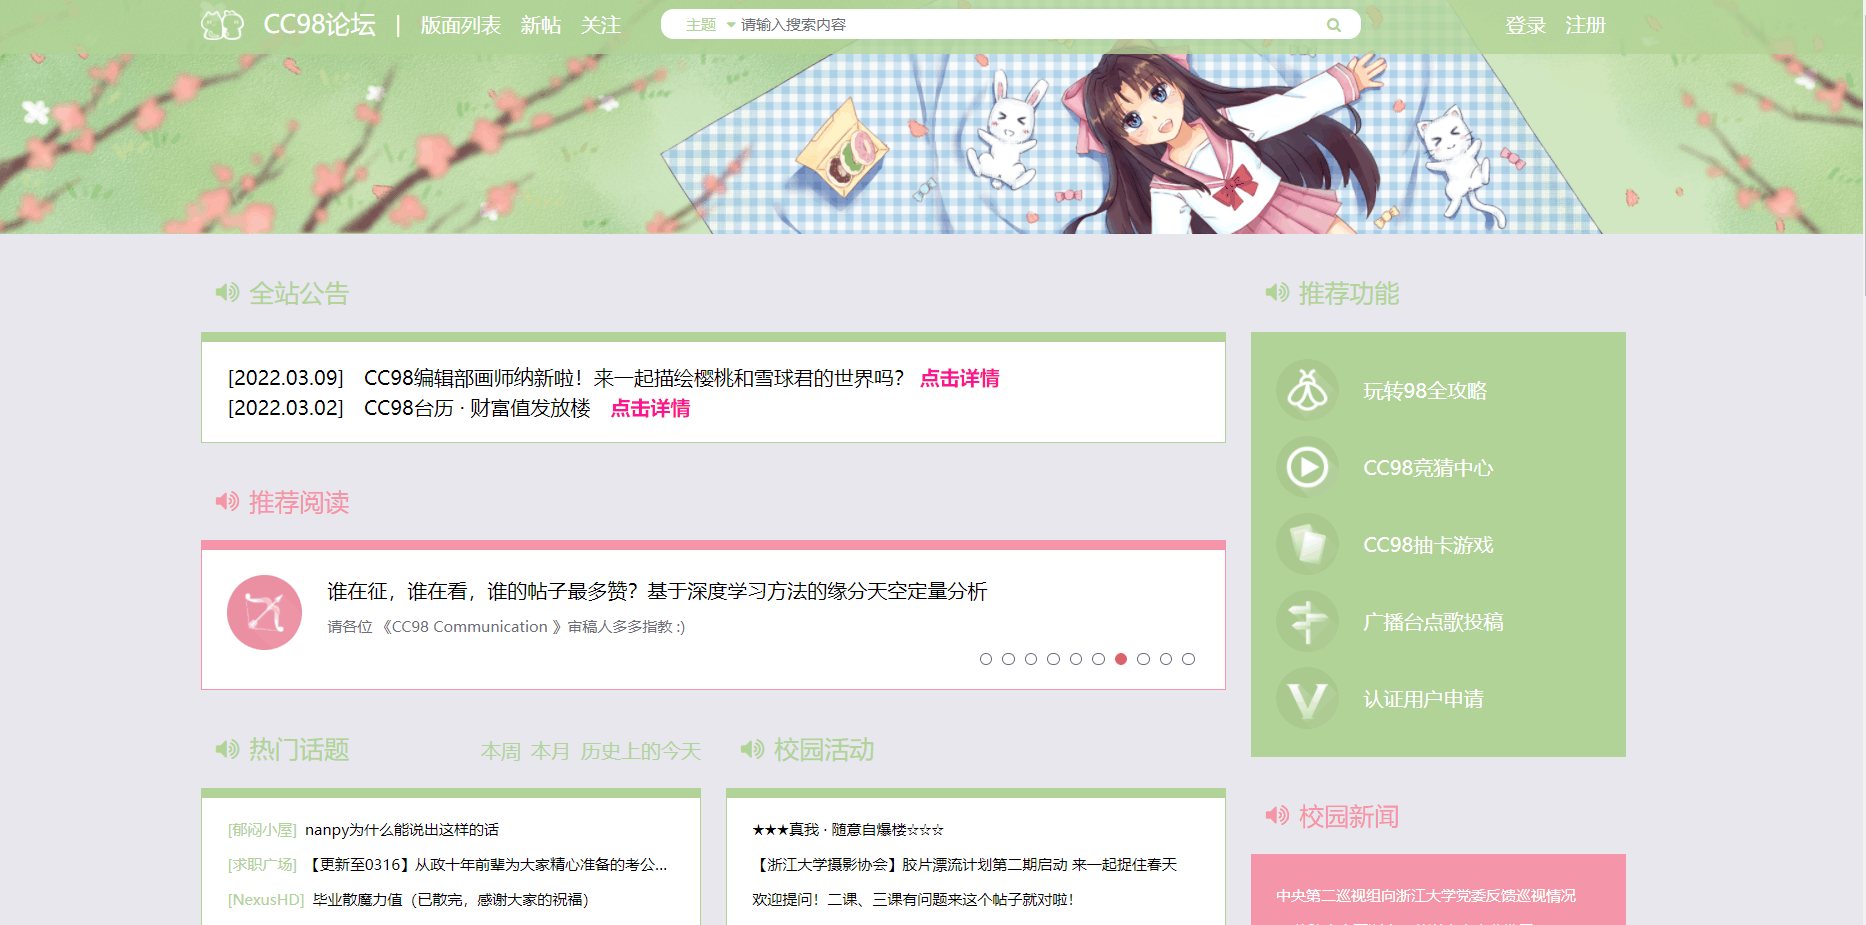 CC98论坛 | 版面列表 新帖 关注 主题 请输入搜索内容 登录 注册
全站公告
[2022.03.09] CC98编辑部画师纳新啦！来一起描绘樱桃和雪球君的世界吗？ 点击详情
[2022.03.02] CC98台历 · 财富值发放楼 点击详情
推荐阅读
谁在征，谁在看，谁的帖子最多赞？基于深度学习方法的缘分天空定量分析
请各位 《CC98 Communication 》审稿人多多指教 :)
热门话题 本周 本月 历史上的今天
[郁闷小屋] nanpy为什么能说出这样的话
[求职广场] 【更新至0316】从政十年前辈为大家精心准备的考公...
[NexusHD] 毕业散魔力值（已散完，感谢大家的祝福）
校园活动
★★★真我 · 随意自爆楼☆☆☆
【浙江大学摄影协会】胶片漂流计划第二期启动 来一起捉住春天
欢迎提问！二课、三课有问题来这个帖子就对啦！
推荐功能
玩转98全攻略
CC98竞猜中心
CC98抽卡游戏
广播台点歌投稿
认证用户申请
校园新闻
中央第二巡视组向浙江大学党委反馈巡视情况